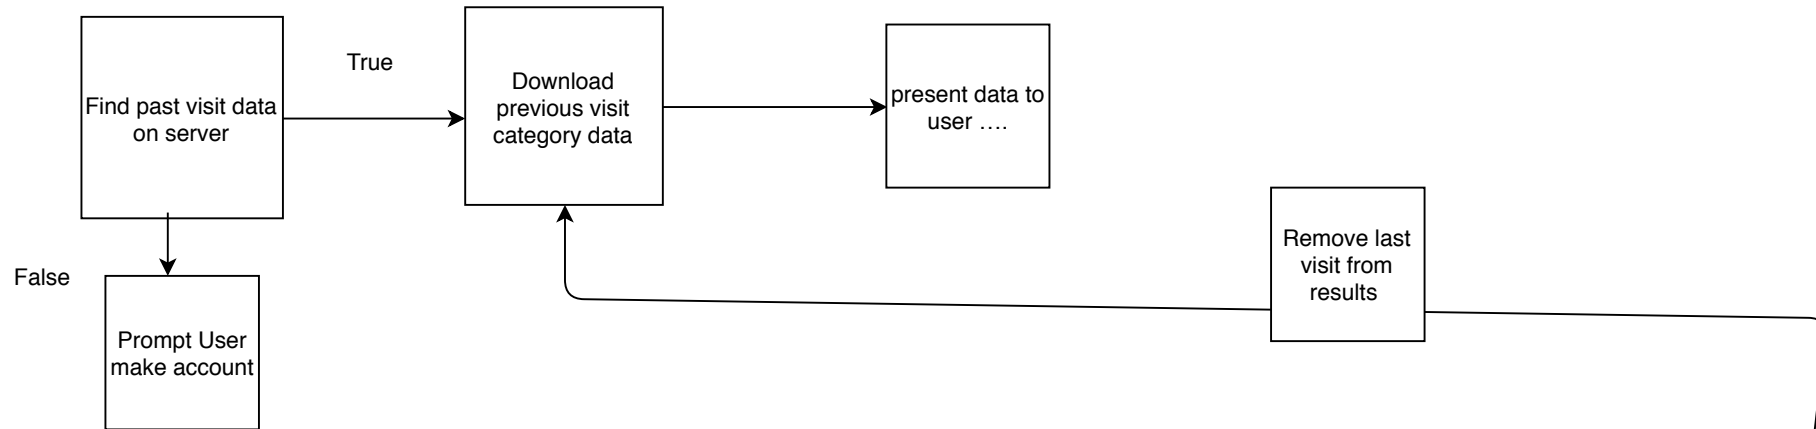 Find past visit data
on server
True
Download
previous visit
category data
present data to
user ....
False
Prompt User
make account
Remove last
visit from
results